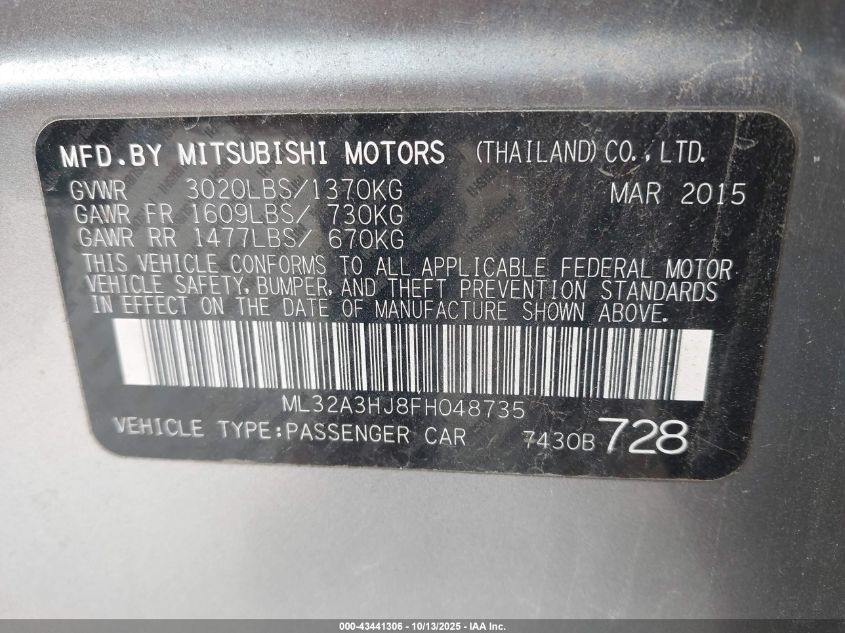 MFD.BY MITSUBISHI MOTORS (THAILAND) CO.,LTD.
GVWR 3020LBS/1370KG MAR 2015
GAWR FR 1609LBS/ 730KG
GAWR RR 1477LBS/ 670KG
THIS VEHICLE CONFORMS TO ALL APPLICABLE FEDERAL MOTOR
VEHICLE SAFETY, BUMPER, AND THEFT PREVENTION STANDARDS
IN EFFECT ON THE DATE OF MANUFACTURE SHOWN ABOVE.
ML32A3HJ8FH048735
VEHICLE TYPE:PASSENGER CAR 7430B 728
000-43441306 - 10/13/2025 - IAA Inc.